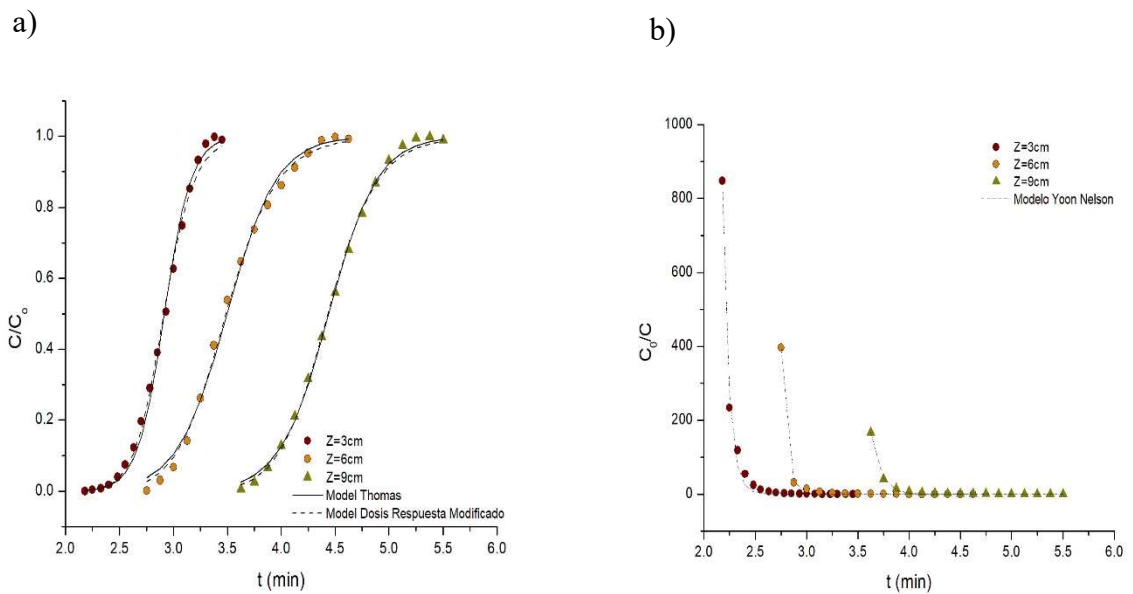 a)
1.0
0.8
0.6
0.4
0.2
0.0
C/Co
Z=3cm
Z=6cm
Z=9cm
Model Thomas
Model Dosis Respuesta Modificado
2.0 2.5 3.0 3.5 4.0 4.5 5.0 5.5 6.0
t (min)
b)
1000
800
600
400
200
0
C0/C
Z=3cm
Z=6cm
Z=9cm
Modelo Yoon Nelson
2.0 2.5 3.0 3.5 4.0 4.5 5.0 5.5 6.0
t (min)